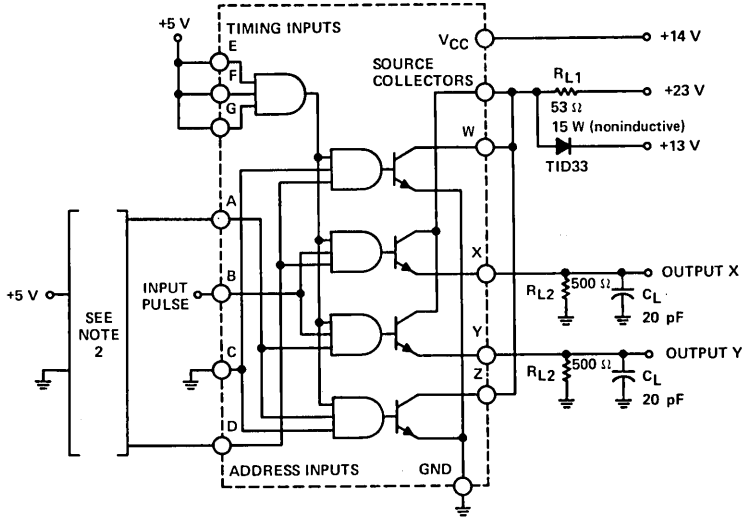 +5 V
TIMING INPUTS
E
F
G
VCC
+14 V
SOURCE
COLLECTORS
RL1
+23 V
53 Ω
15 W (noninductive)
W
+13 V
TID33
A
X
OUTPUT X
B
INPUT
PULSE
RL2
500 Ω
CL
20 pF
+5 V
SEE
NOTE
2
C
Y
OUTPUT Y
RL2
500 Ω
CL
20 pF
Z
D
ADDRESS INPUTS
GND